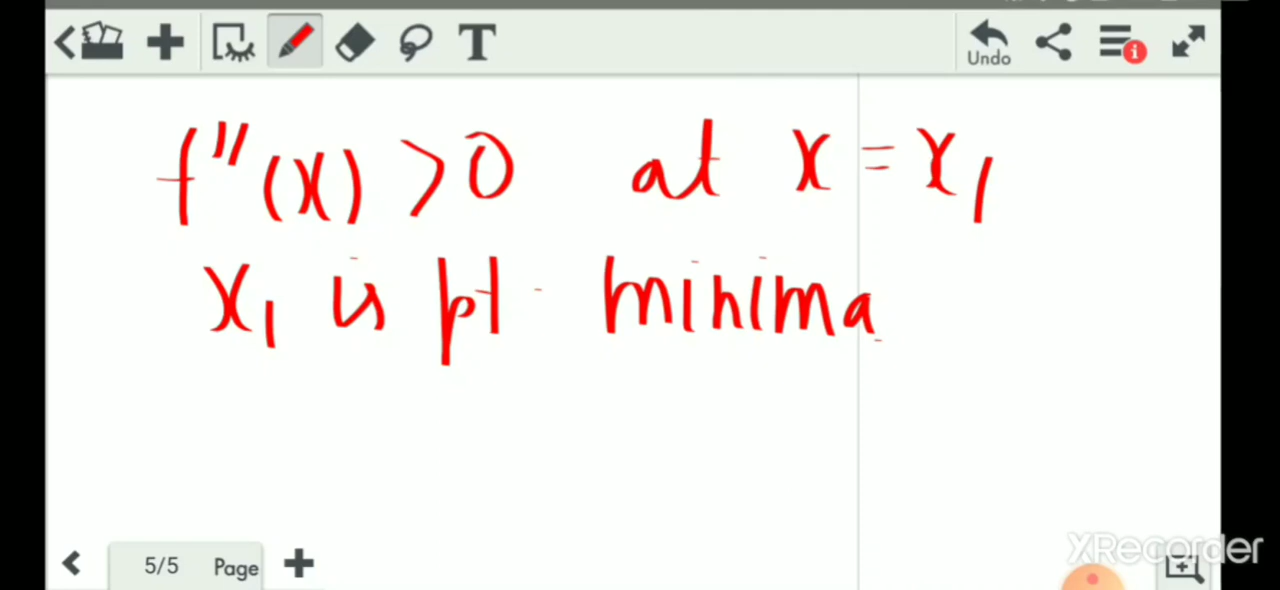 Undo
f"(x) >0 at x = x₁
x₁ is pt. minima
5/5 Page
XRecorder